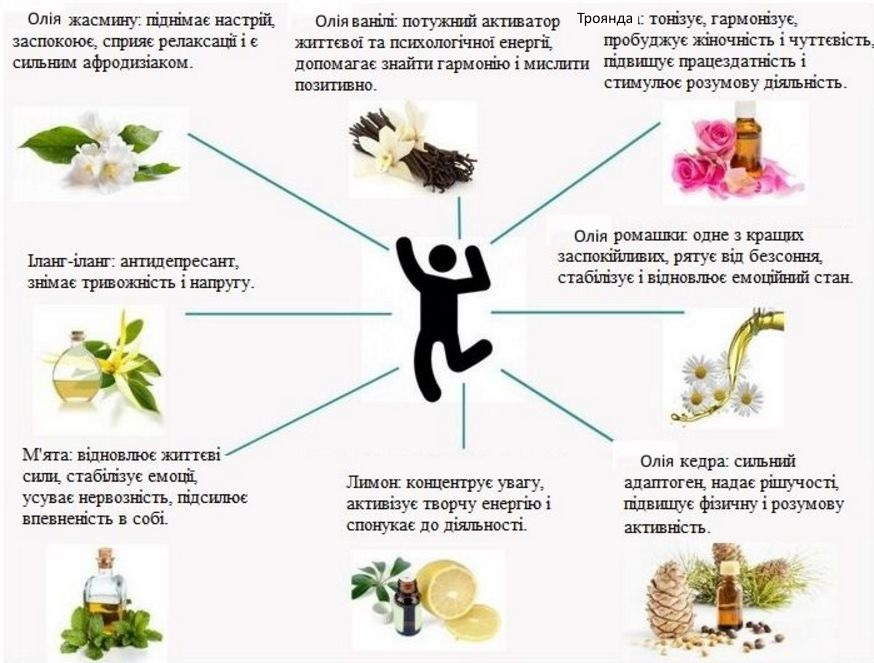 Олія жасмину: піднімає настрій,
заспокоює, сприяє релаксації і є
сильним афродизіаком.
Олія ванілі: потужний активатор
життєвої та психологічної енергії,
допомагає знайти гармонію і мислити
позитивно.
Троянда : тонізує, гармонізує,
пробуджує жіночність і чуттєвість,
підвищує працездатність і
стимулює розумову діяльність.
Іланг-іланг: антидепресант,
знімає тривожність і напругу.
Олія ромашки: одне з кращих
заспокійливих, рятує від безсоння,
стабілізує і відновлює емоційний стан.
М'ята: відновлює життєві
сили, стабілізує емоції,
усуває нервозність, підсилює
впевненість в собі.
Лимон: концентрує увагу,
активізує творчу енергію і
спонукає до діяльності.
Олія кедра: сильний
адаптоген, надає рішучості,
підвищує фізичну і розумову
активність.